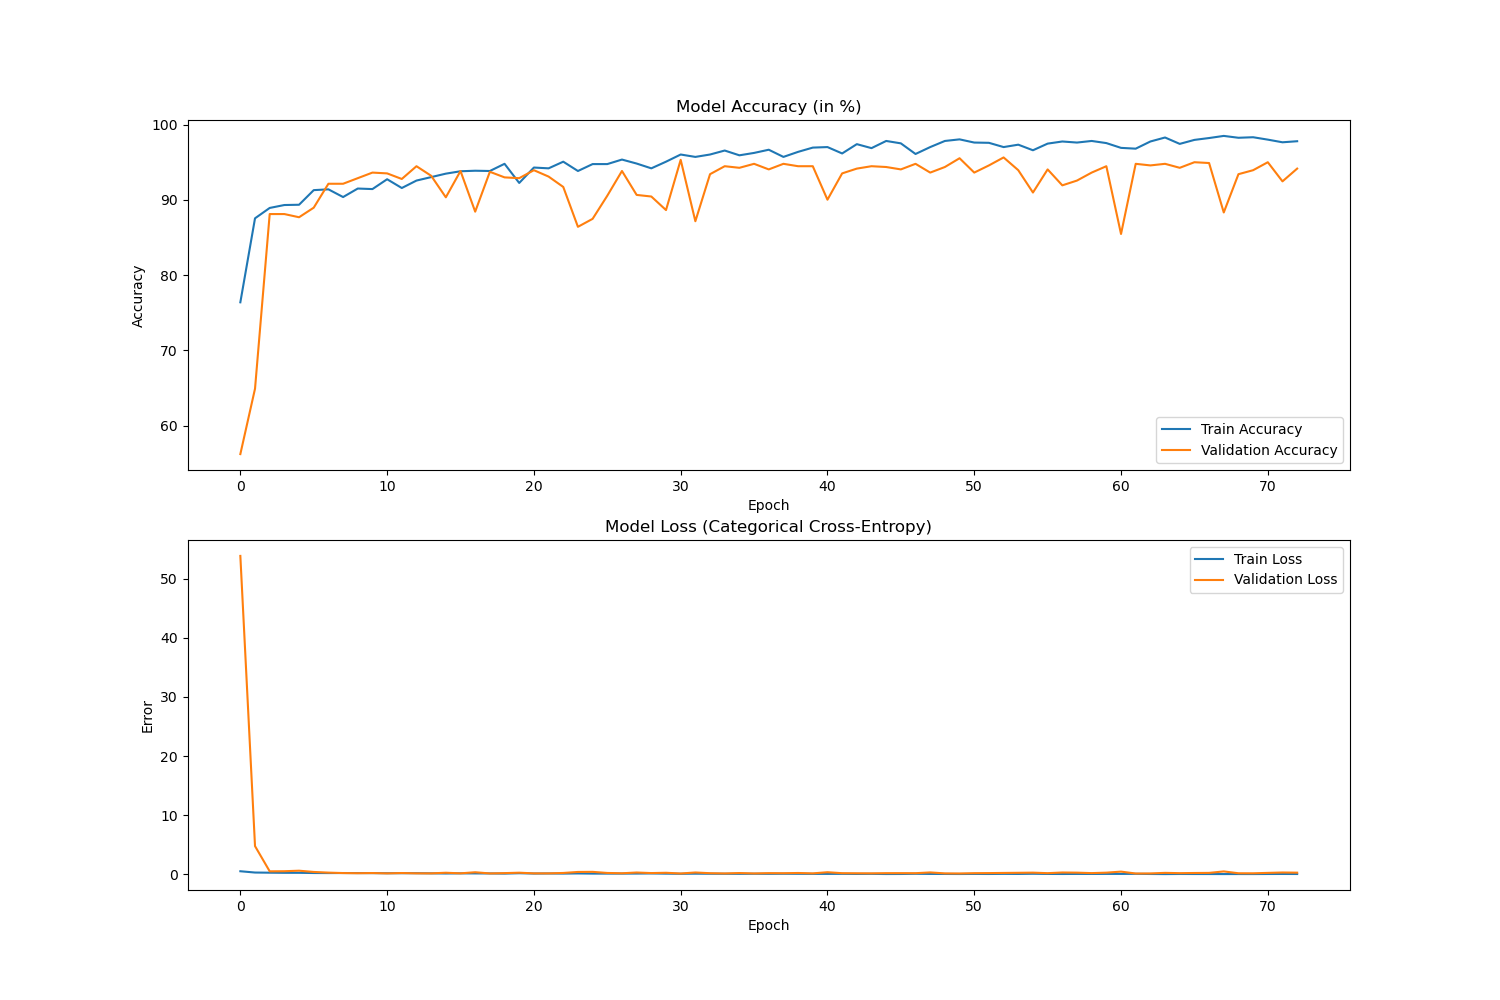 Model Accuracy (in %)
100
90
80
70
60
Accuracy
Train Accuracy
Validation Accuracy
0 10 20 30 40 50 60 70
Epoch
Model Loss (Categorical Cross-Entropy)
Train Loss
Validation Loss
50
40
30
20
10
0
Error
0 10 20 30 40 50 60 70
Epoch